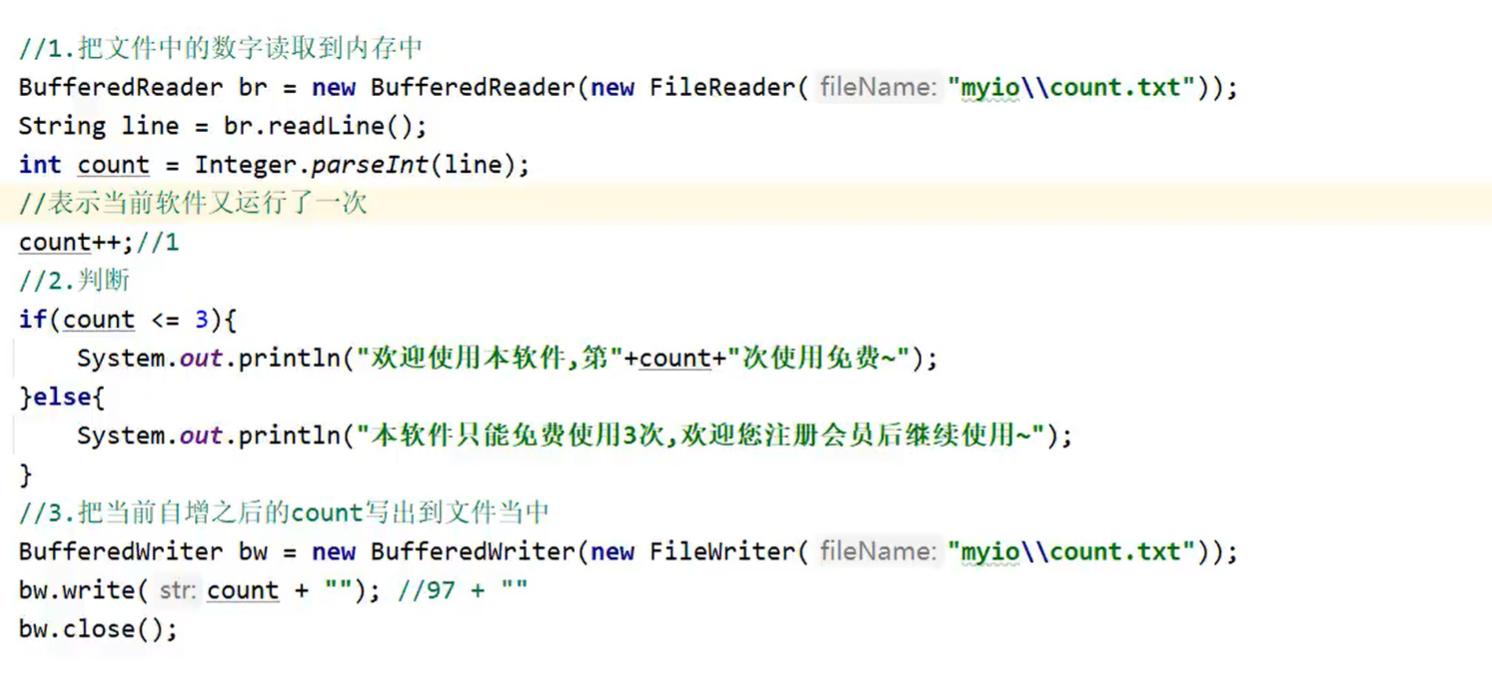 //1.把文件中的数字读取到内存中
BufferedReader br = new BufferedReader(new FileReader( fileName: "myio\\count.txt"));
String line = br.readLine();
int count = Integer.parseInt(line);
//表示当前软件又运行了一次
count++;//1
//2.判断
if(count <= 3){
    System.out.println("欢迎使用本软件,第"+count+"次使用免费~");
}else{
    System.out.println("本软件只能免费使用3次,欢迎您注册会员后继续使用~");
}
//3.把当前自增之后的count写出到文件当中
BufferedWriter bw = new BufferedWriter(new FileWriter( fileName: "myio\\count.txt"));
bw.write( str: count + ""); //97 + ""
bw.close();